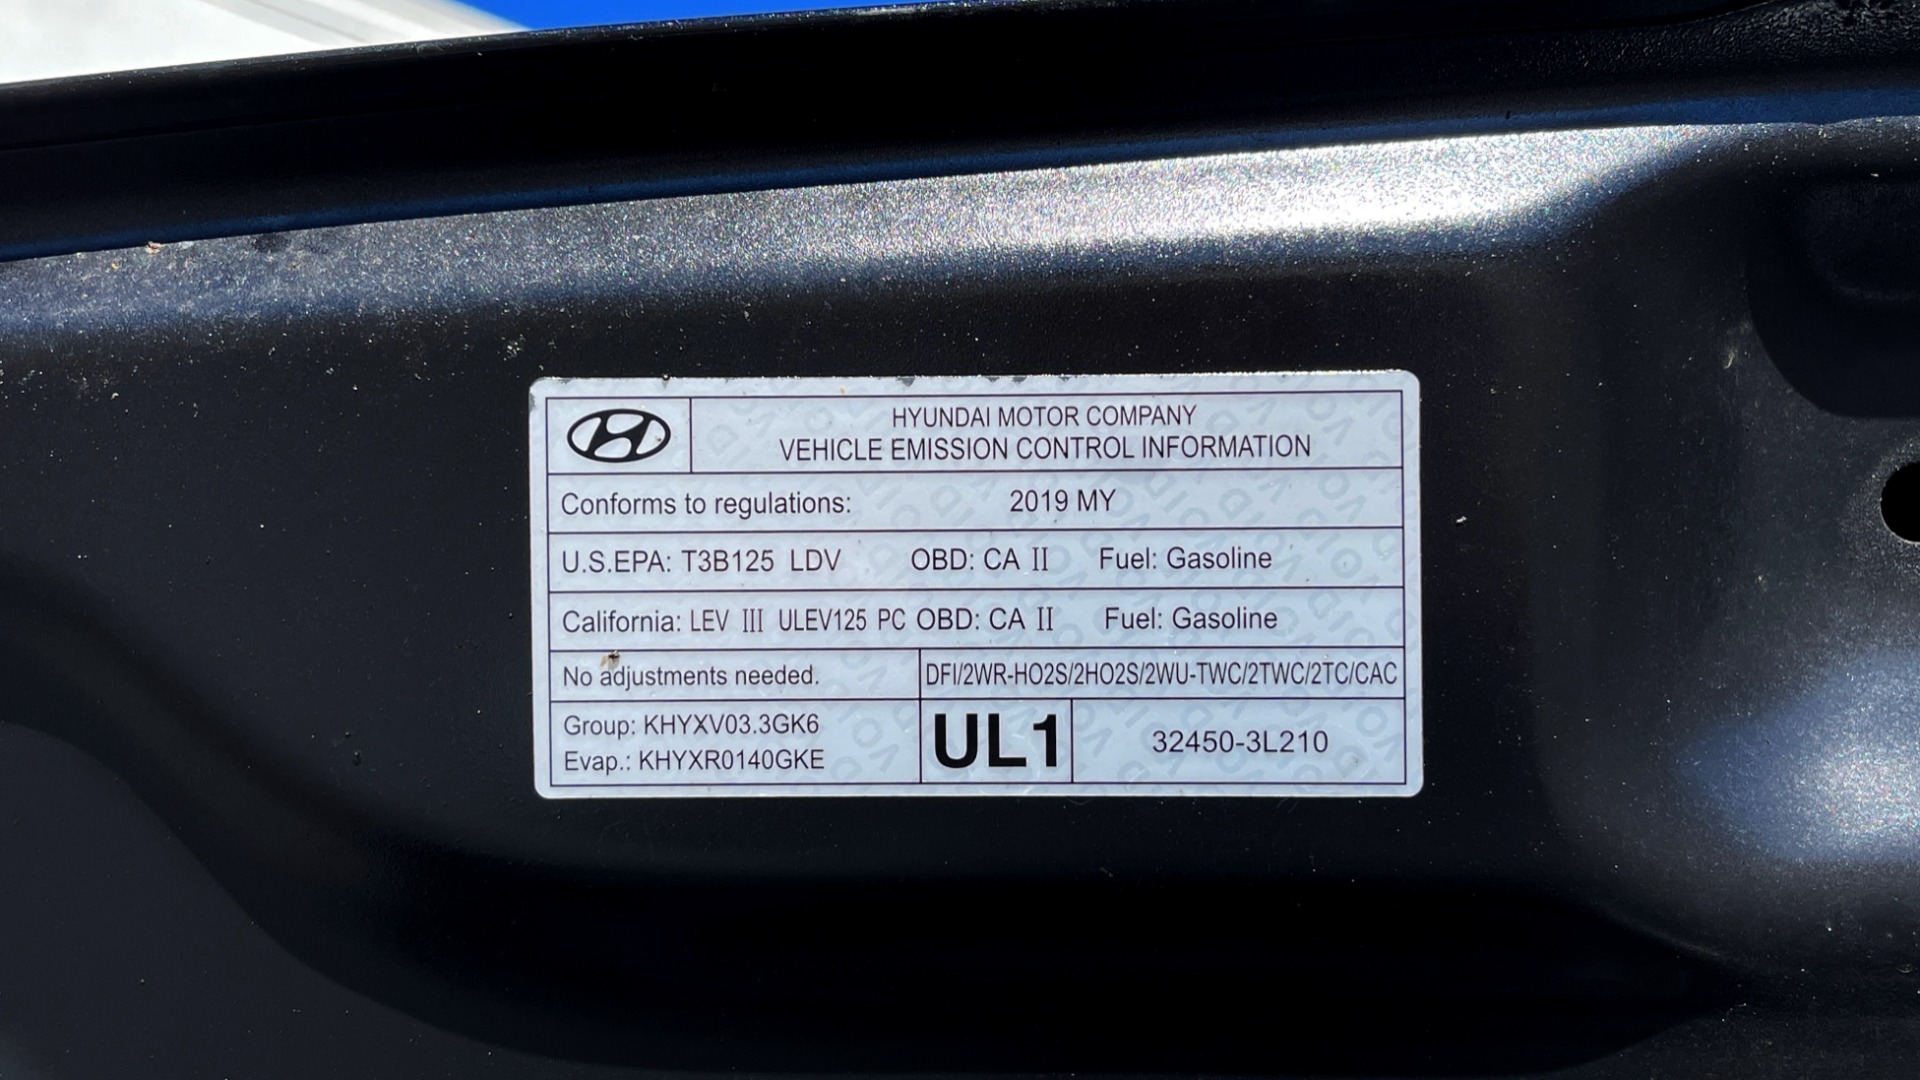 HYUNDAI MOTOR COMPANY
VEHICLE EMISSION CONTROL INFORMATION
Conforms to regulations: 2019 MY
U.S.EPA: T3B125 LDV OBD: CA II Fuel: Gasoline
California: LEV III ULEV125 PC OBD: CA II Fuel: Gasoline
No adjustments needed. DFI/2WR-HO2S/2HO2S/2WU-TWC/2TWC/2TC/CAC
Group: KHYXV03.3GK6
Evap.: KHYXR0140GKE
UL1
32450-3L210